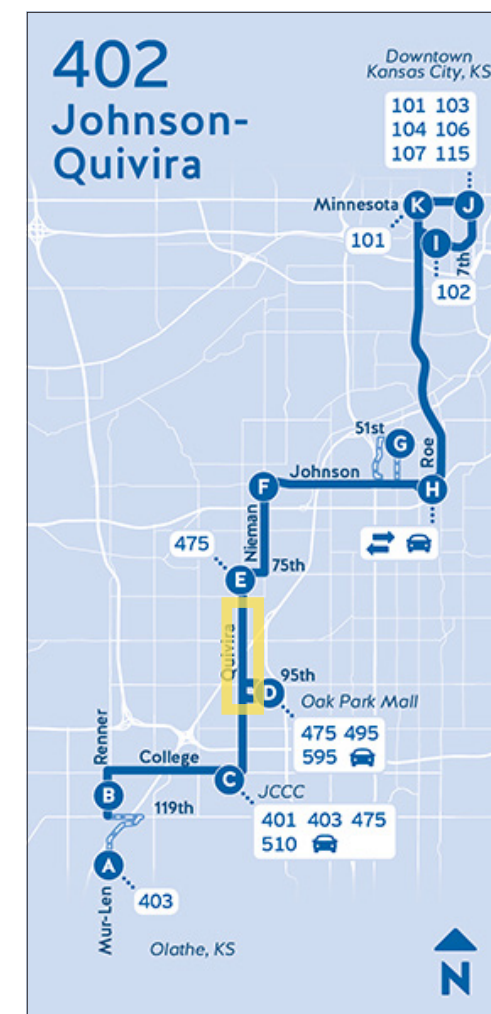 402
Johnson-
Quivira
Downtown
Kansas City, KS
101 103
104 106
107 115
Minnesota
K
J
101
I
7th
102
51st
G
Roe
Johnson
F
H
Nieman
475
75th
E
Quivira
95th
D
Oak Park Mall
475 495
595
Renner
College
C
JCCC
B
119th
401 403 475
510
A
403
Mur-Len
Olathe, KS
N